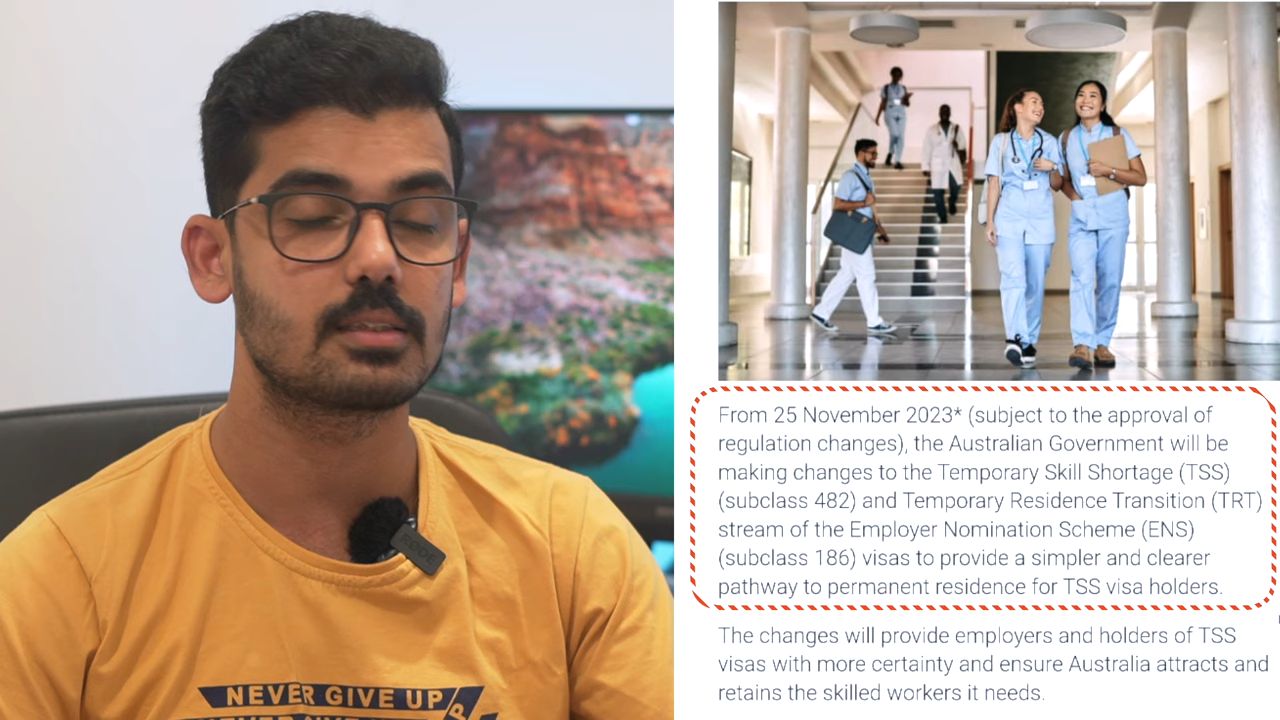 NEVER GIVE UP
From 25 November 2023* (subject to the approval of
regulation changes), the Australian Government will be
making changes to the Temporary Skill Shortage (TSS)
(subclass 482) and Temporary Residence Transition (TRT)
stream of the Employer Nomination Scheme (ENS)
(subclass 186) visas to provide a simpler and clearer
pathway to permanent residence for TSS visa holders.
The changes will provide employers and holders of TSS
visas with more certainty and ensure Australia attracts and
retains the skilled workers it needs.